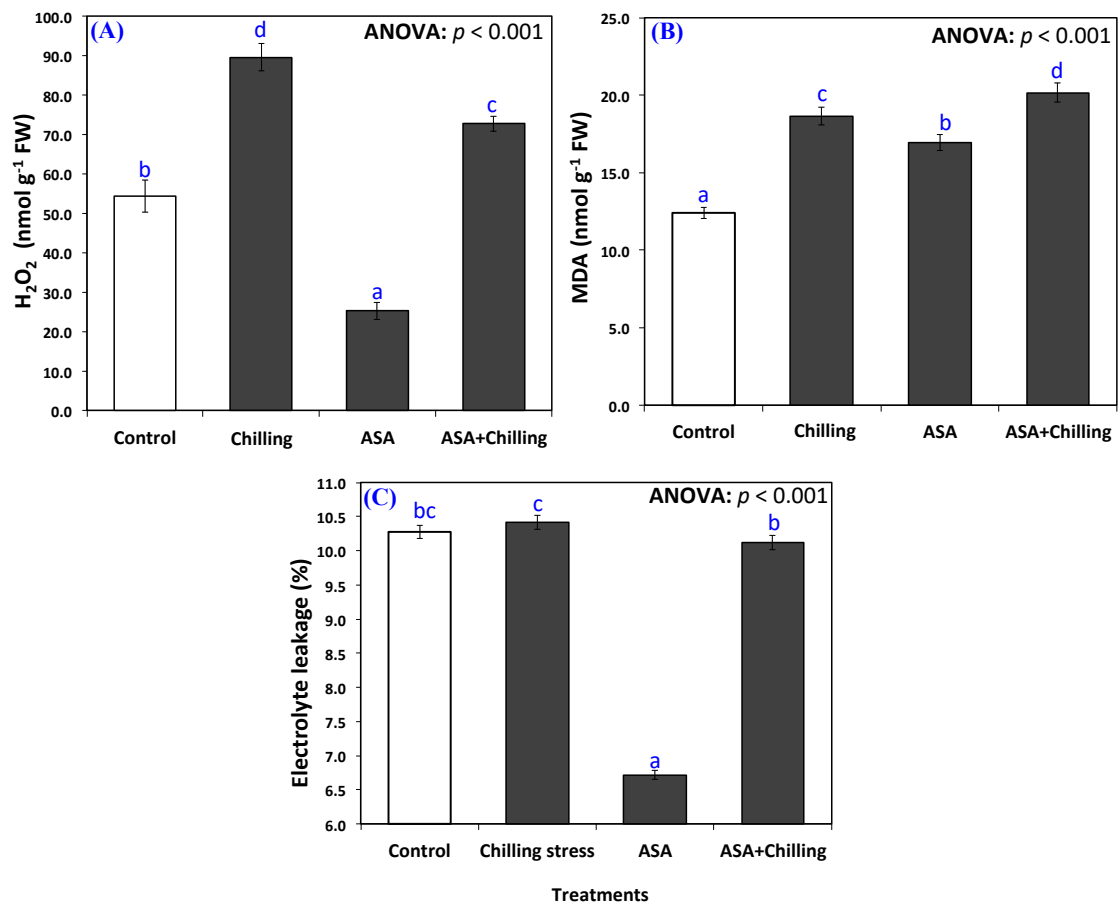 (A)
ANOVA: p < 0.001
H₂O₂ (nmol g⁻¹ FW)
100.0
90.0
80.0
70.0
60.0
50.0
40.0
30.0
20.0
10.0
0.0
b
d
a
c
Control
Chilling
ASA
ASA+Chilling
(B)
ANOVA: p < 0.001
MDA (nmol g⁻¹ FW)
25.0
20.0
15.0
10.0
5.0
0.0
a
c
b
d
Control
Chilling
ASA
ASA+Chilling
(C)
ANOVA: p < 0.001
Electrolyte leakage (%)
11.0
10.5
10.0
9.5
9.0
8.5
8.0
7.5
7.0
6.5
6.0
bc
c
a
b
Control
Chilling stress
ASA
ASA+Chilling
Treatments